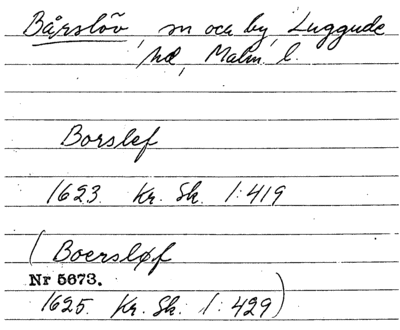 Bårslöv, sn och by, Luggude
hd, Malm. l.
Borslef
1623. Kr. Sk. 1:419
( Boersløf
Nr 5673.
1625. Kr. Sk. 1:429)